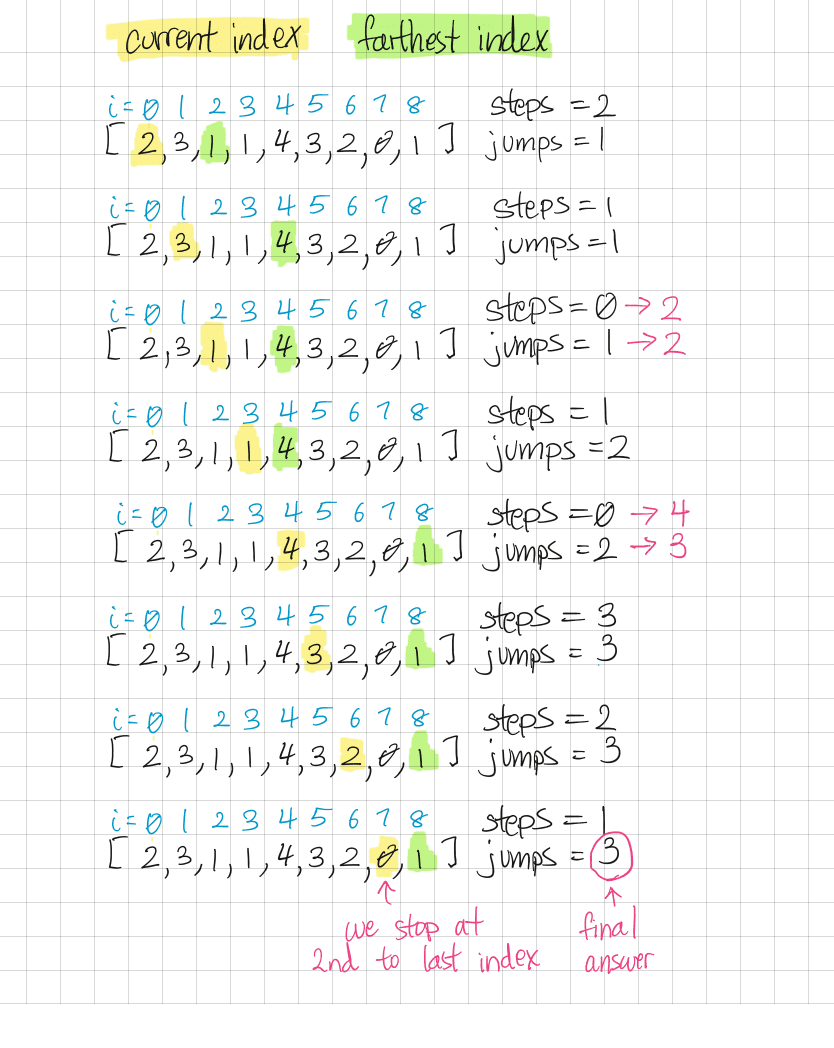 current index farthest index
i= 0 1 2 3 4 5 6 7 8 steps = 2
[ 2, 3, 1, 1, 4, 3, 2, 0, 1 ] jumps = 1
i= 0 1 2 3 4 5 6 7 8 steps = 1
[ 2, 3, 1, 1, 4, 3, 2, 0, 1 ] jumps = 1
i= 0 1 2 3 4 5 6 7 8 steps = 0 → 2
[ 2, 3, 1, 1, 4, 3, 2, 0, 1 ] jumps = 1 → 2
i= 0 1 2 3 4 5 6 7 8 steps = 1
[ 2, 3, 1, 1, 4, 3, 2, 0, 1 ] jumps = 2
i= 0 1 2 3 4 5 6 7 8 steps = 0 → 4
[ 2, 3, 1, 1, 4, 3, 2, 0, 1 ] jumps = 2 → 3
i= 0 1 2 3 4 5 6 7 8 steps = 3
[ 2, 3, 1, 1, 4, 3, 2, 0, 1 ] jumps = 3
i= 0 1 2 3 4 5 6 7 8 steps = 2
[ 2, 3, 1, 1, 4, 3, 2, 0, 1 ] jumps = 3
i= 0 1 2 3 4 5 6 7 8 steps = 1
[ 2, 3, 1, 1, 4, 3, 2, 0, 1 ] jumps = 3
↑ ↑
we stop at final
2nd to last index answer